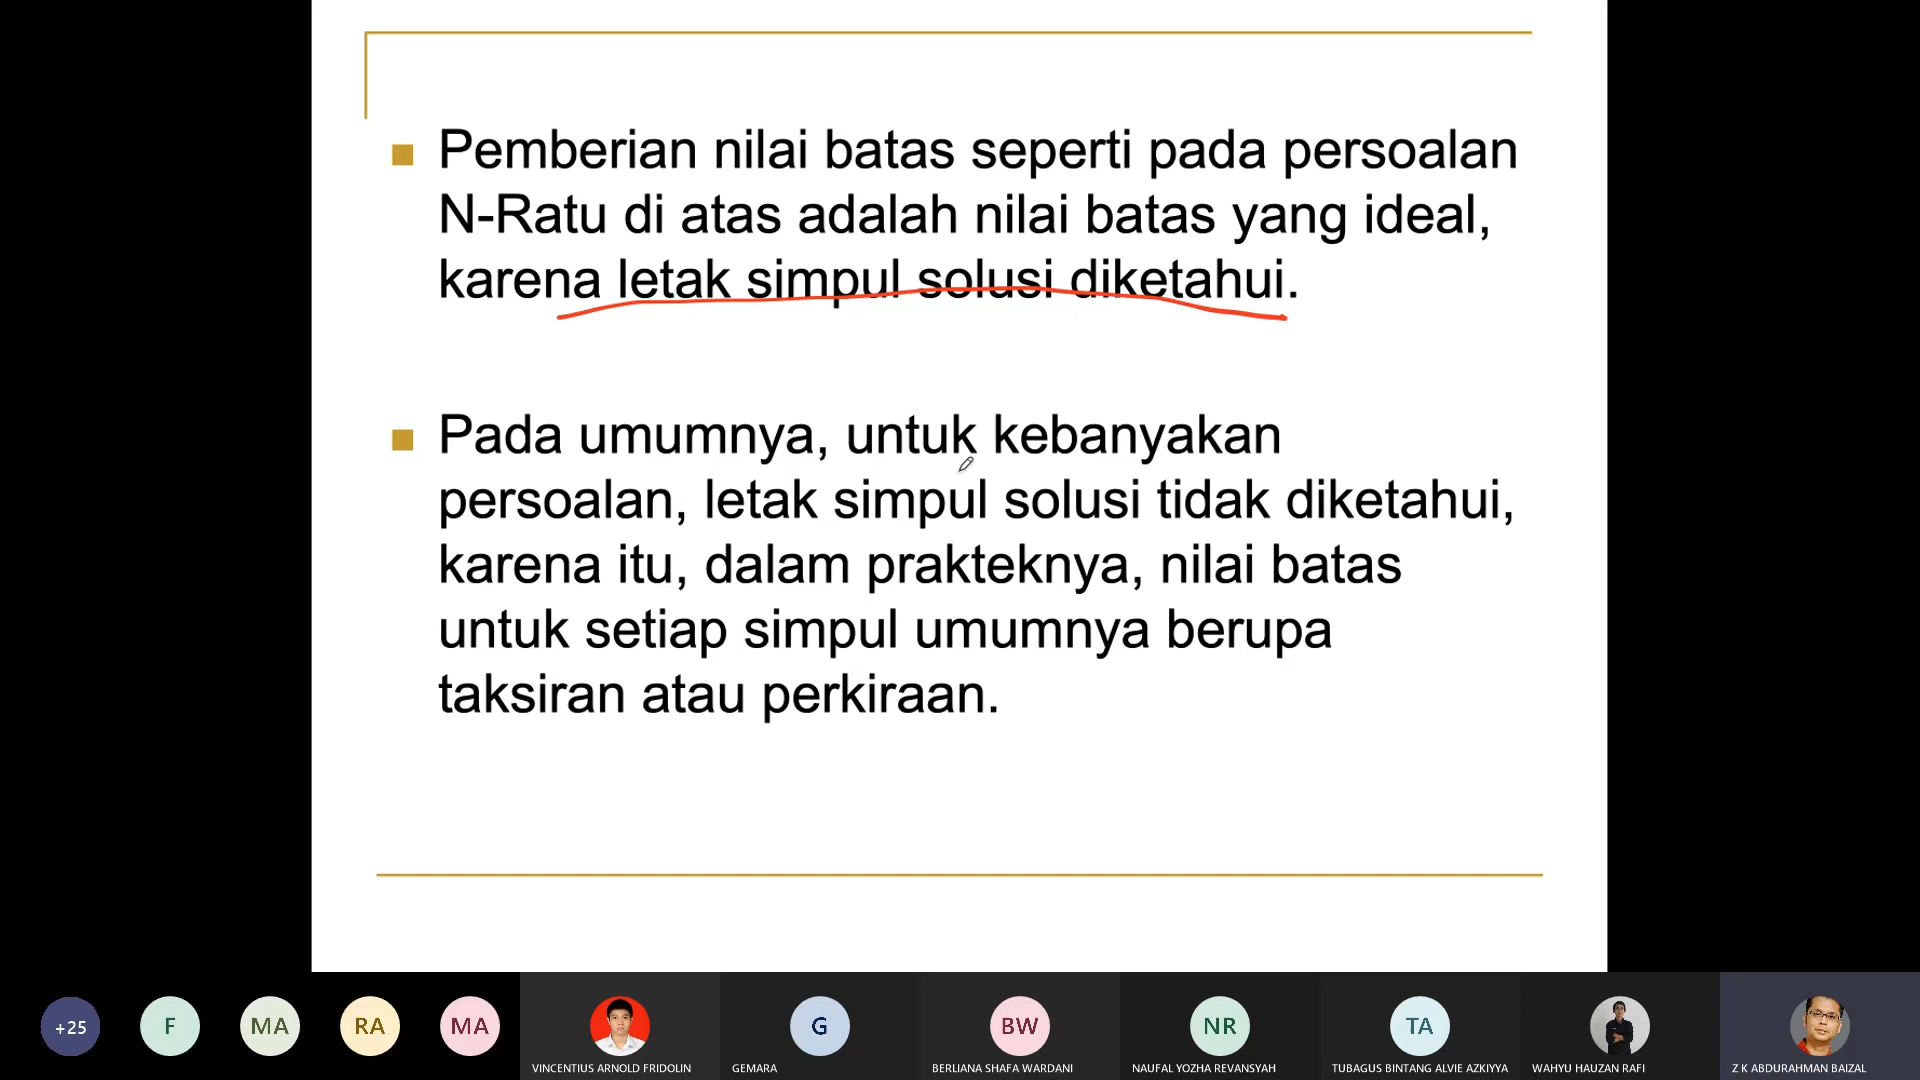 Pemberian nilai batas seperti pada persoalan
N-Ratu di atas adalah nilai batas yang ideal,
karena letak simpul solusi diketahui.
Pada umumnya, untuk kebanyakan
persoalan, letak simpul solusi tidak diketahui,
karena itu, dalam prakteknya, nilai batas
untuk setiap simpul umumnya berupa
taksiran atau perkiraan.
+25
F
MA
RA
MA
VINCENTIUS ARNOLD FRIDOLIN
G
GEMARA
BW
BERLIANA SHAFA WARDANI
NR
NAUFAL YOZHA REVANSYAH
TA
TUBAGUS BINTANG ALVIE AZKIYYA
WAHYU HAUZAN RAFI
Z K ABDURAHMAN BAIZAL